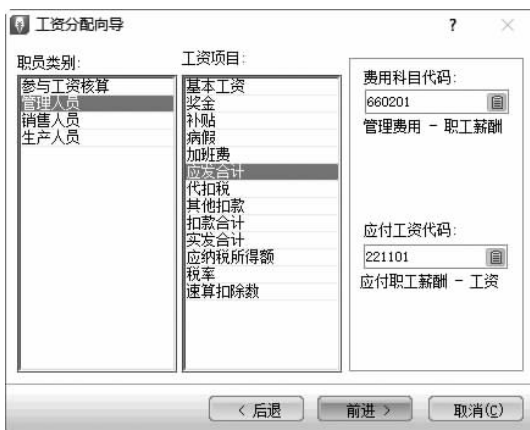 工资分配向导
?
职员类别:
参与工资核算
管理人员
销售人员
生产人员
工资项目:
基本工资
奖金
补贴
病假
加班费
应发合计
代扣税
其他扣款
扣款合计
实发合计
应纳税所得额
税率
速算扣除数
费用科目代码:
660201
管理费用 - 职工薪酬
应付工资代码:
221101
应付职工薪酬 - 工资
< 后退
前进 >
取消(C)